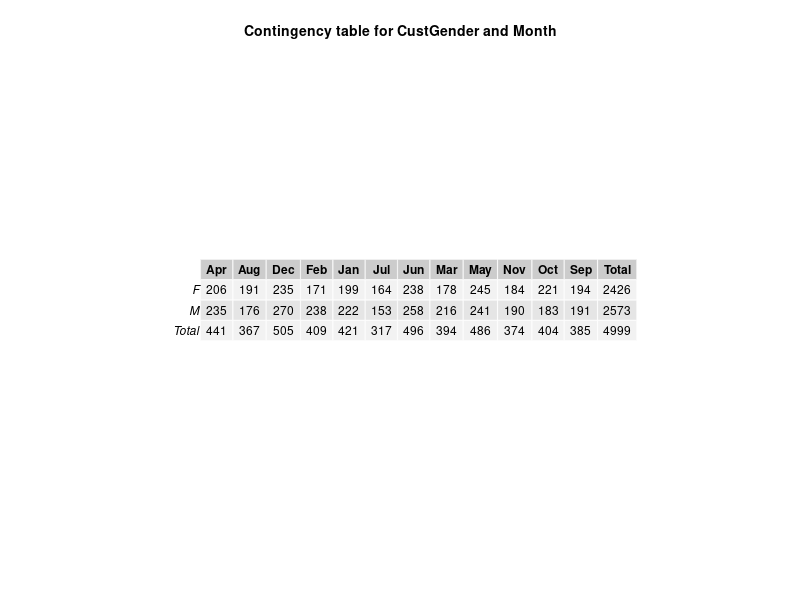 Contingency table for CustGender and Month
Apr Aug Dec Feb Jan Jul Jun Mar May Nov Oct Sep Total
F 206 191 235 171 199 164 238 178 245 184 221 194 2426
M 235 176 270 238 222 153 258 216 241 190 183 191 2573
Total 441 367 505 409 421 317 496 394 486 374 404 385 4999